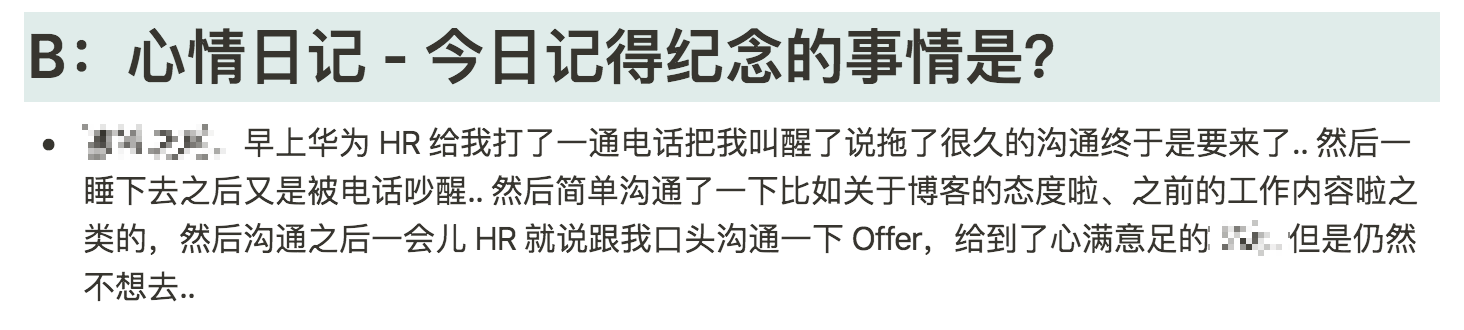 B：心情日记 - 今日记得纪念的事情是？
早上华为 HR 给我打了一通电话把我叫醒了说拖了很久的沟通终于是要来了.. 然后一
睡下去之后又是被电话吵醒.. 然后简单沟通了一下比如关于博客的态度啦、之前的工作内容啦之
类的，然后沟通之后一会儿 HR 就说跟我口头沟通一下 Offer，给到了心满意足的 但是仍然
不想去..